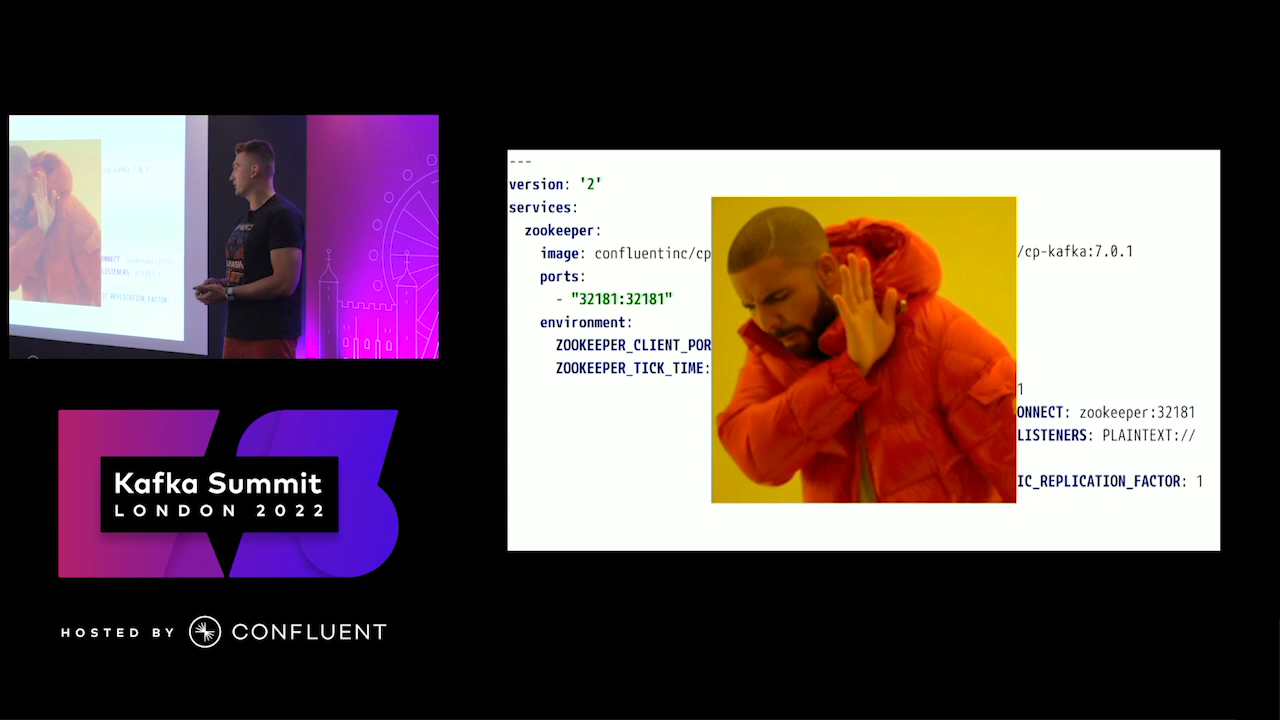 ---
version: '2'
services:
zookeeper:
image: confluentinc/cp
ports:
- "32181:32181"
environment:
ZOOKEEPER_CLIENT_POR
ZOOKEEPER_TICK_TIME:
/cp-kafka:7.0.1
1
ONNECT: zookeeper:32181
LISTENERS: PLAINTEXT://
IC_REPLICATION_FACTOR: 1
Kafka Summit
LONDON 2022
HOSTED BY CONFLUENT